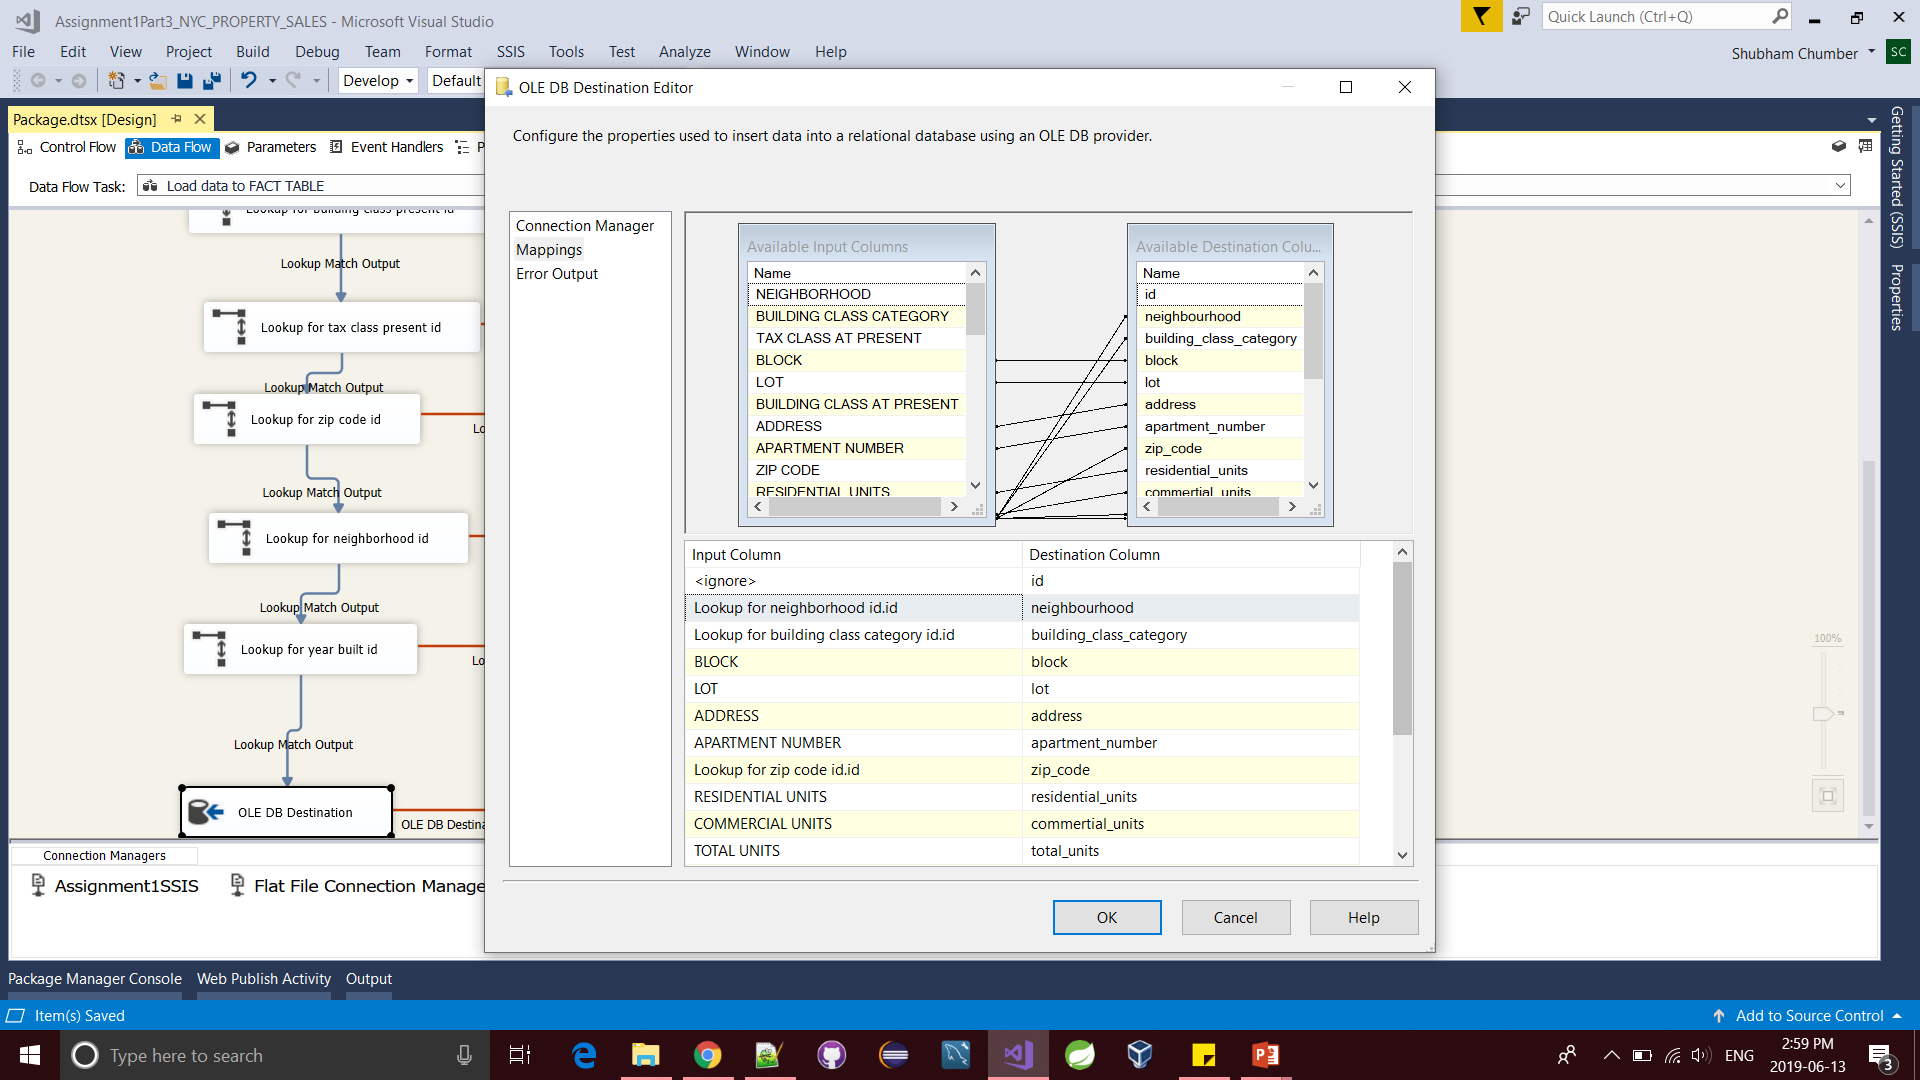 Assignment1Part3_NYC_PROPERTY_SALES - Microsoft Visual Studio
Quick Launch (Ctrl+Q)
File Edit View Project Build Debug Team Format SSIS Tools Test Analyze Window Help
Shubham Chumber
SC
Develop
Default
Package.dtsx [Design]
Control Flow
Data Flow
Parameters
Event Handlers
P
Data Flow Task:
Load data to FACT TABLE
Lookup for building class present id
Lookup Match Output
Lookup for tax class present id
Lookup Match Output
Lookup for zip code id
Lo
Lookup Match Output
Lookup for neighborhood id
Lookup Match Output
Lookup for year built id
Lo
Lookup Match Output
OLE DB Destination
OLE DB Destina
Connection Managers
Assignment1SSIS
Flat File Connection Manage
OLE DB Destination Editor
Configure the properties used to insert data into a relational database using an OLE DB provider.
Connection Manager
Mappings
Error Output
Available Input Columns
Name
NEIGHBORHOOD
BUILDING CLASS CATEGORY
TAX CLASS AT PRESENT
BLOCK
LOT
BUILDING CLASS AT PRESENT
ADDRESS
APARTMENT NUMBER
ZIP CODE
RESIDENTIAL UNITS
Available Destination Colu...
Name
id
neighbourhood
building_class_category
block
lot
address
apartment_number
zip_code
residential_units
commertial_units
Input Column Destination Column
<ignore> id
Lookup for neighborhood id.id neighbourhood
Lookup for building class category id.id building_class_category
BLOCK block
LOT lot
ADDRESS address
APARTMENT NUMBER apartment_number
Lookup for zip code id.id zip_code
RESIDENTIAL UNITS residential_units
COMMERCIAL UNITS commertial_units
TOTAL UNITS total_units
OK
Cancel
Help
Getting Started (SSIS)
Properties
100%
Package Manager Console Web Publish Activity Output
Item(s) Saved
Add to Source Control
Type here to search
ENG
2:59 PM
2019-06-13
3